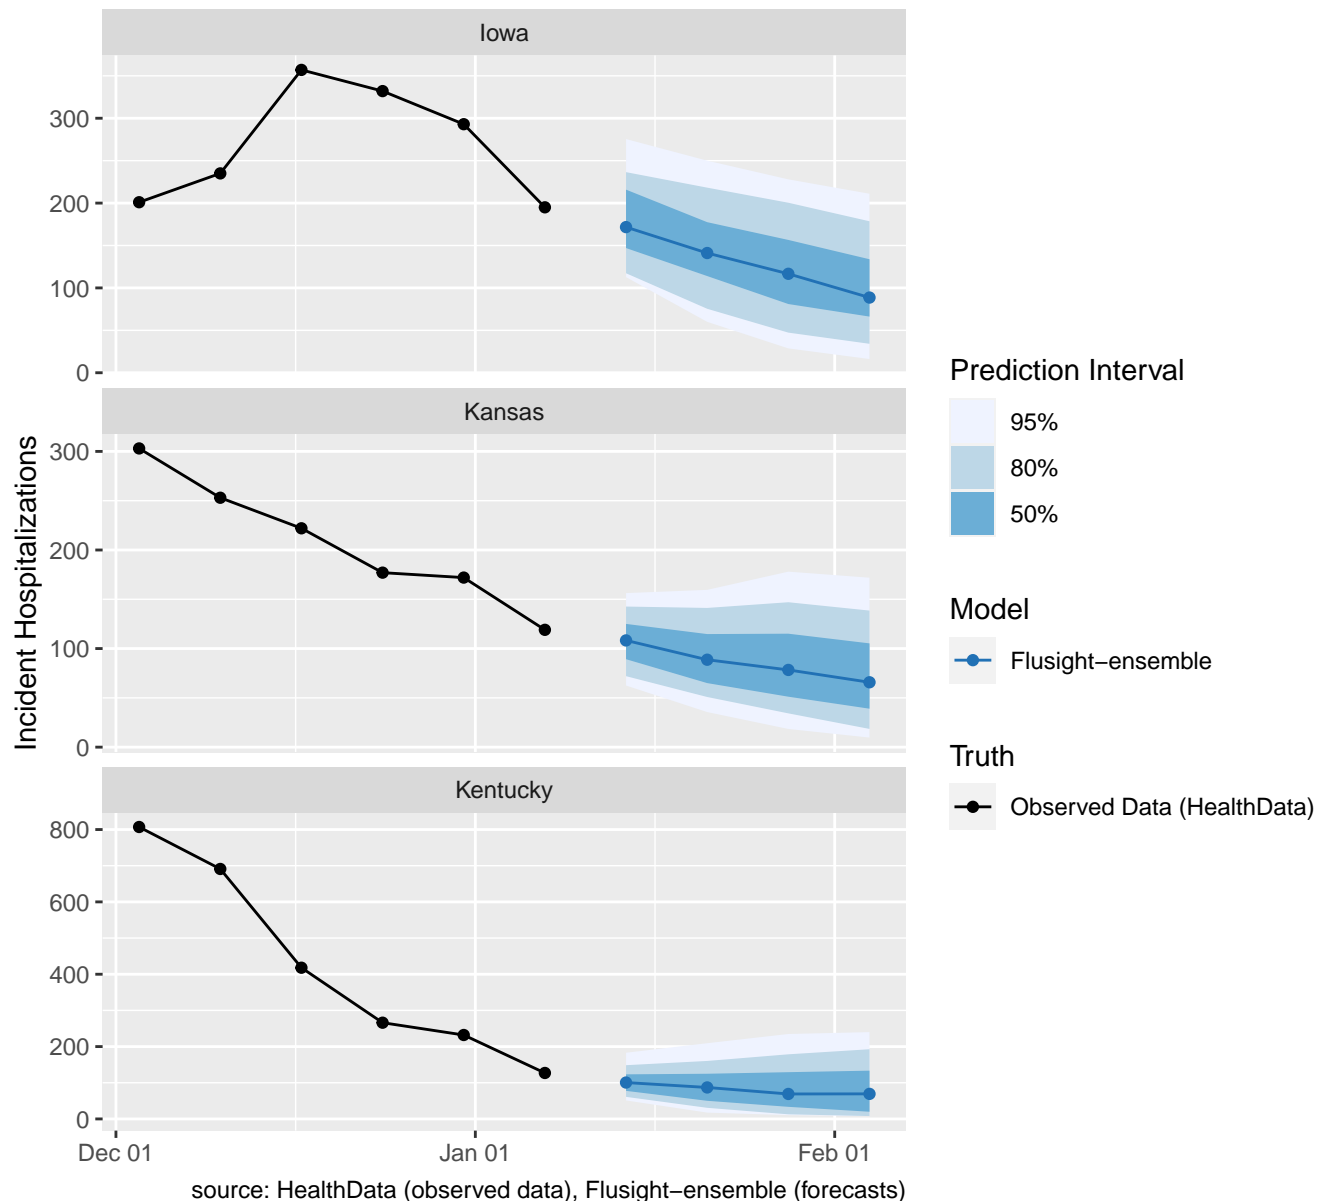 Iowa
300
200
100
0
Kansas
300
200
100
0
Kentucky
800
600
400
200
0
Dec 01
Jan 01
Feb 01
Incident Hospitalizations
source: HealthData (observed data), Flusight−ensemble (forecasts)
Prediction Interval
95%
80%
50%
Model
Flusight−ensemble
Truth
Observed Data (HealthData)